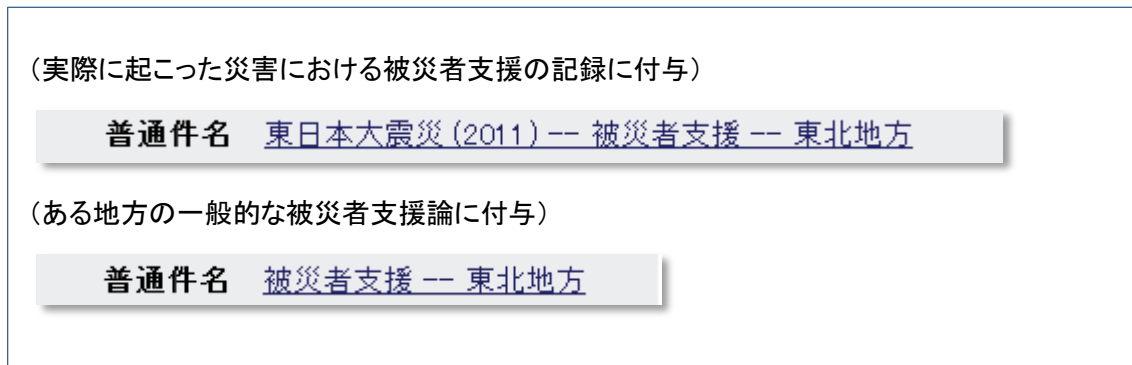 （実際に起こった災害における被災者支援の記録に付与）
普通件名 東日本大震災 (2011) -- 被災者支援 -- 東北地方
（ある地方の一般的な被災者支援論に付与）
普通件名 被災者支援 -- 東北地方